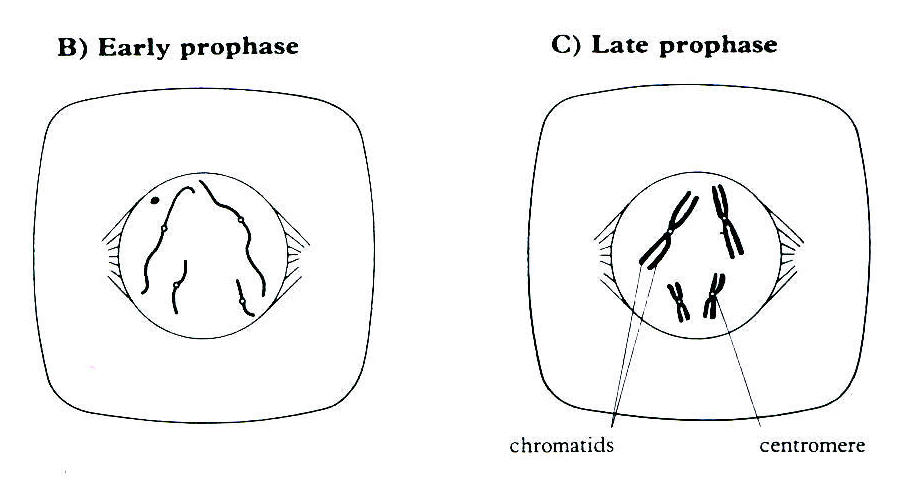 B) Early prophase
C) Late prophase
chromatids
centromere